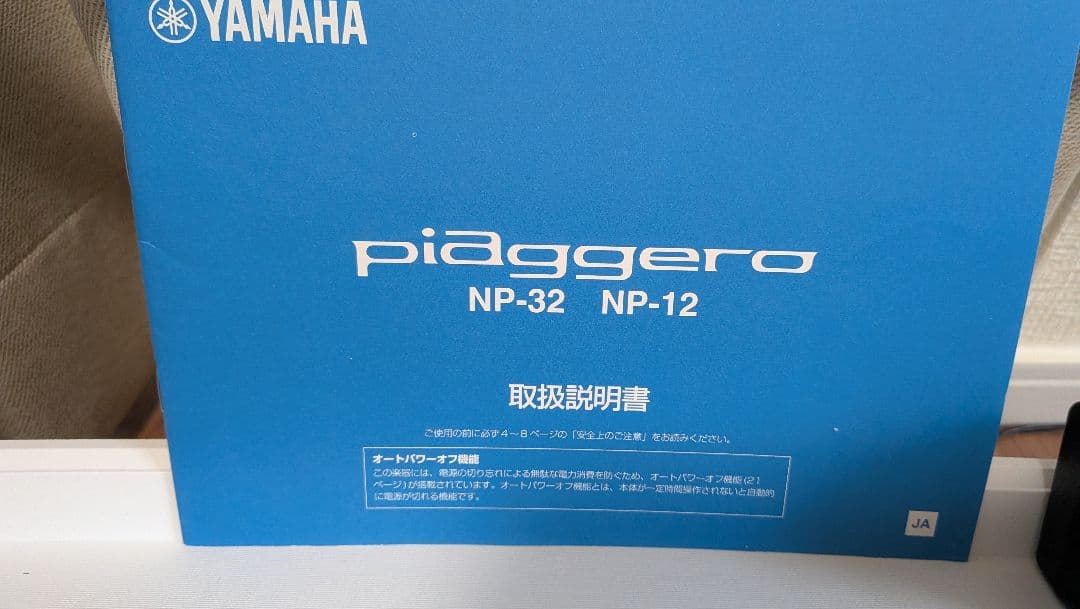 YAMAHA
piaggero
NP-32 NP-12
取扱説明書
ご使用の前に必ず4～8ページの「安全上のご注意」をお読みください。
オートパワーオフ機能
この楽器には、電源の切り忘れによる無駄な電力消費を防ぐため、オートパワーオフ機能(21
ページ)が搭載されています。オートパワーオフ機能とは、本体が一定時間操作されないと自動的
に電源が切れる機能です。
JA